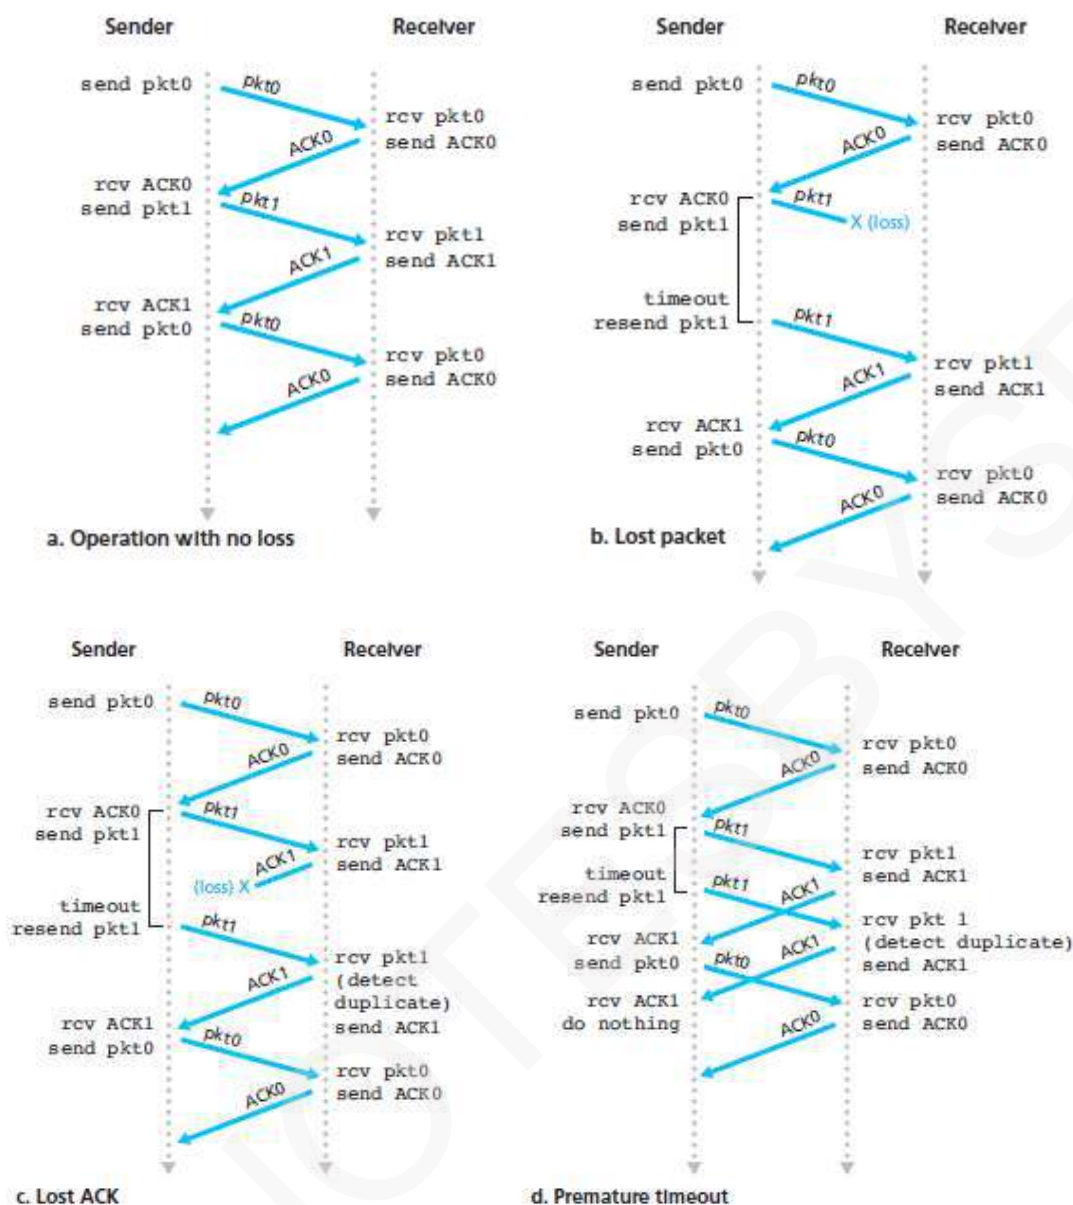 Sender Receiver
send pkt0 pkt0
rcv pkt0
send ACK0
ACK0
rcv ACK0
send pkt1 pkt1
rcv pkt1
send ACK1
ACK1
rcv ACK1
send pkt0 pkt0
rcv pkt0
send ACK0
ACK0
a. Operation with no loss
Sender Receiver
send pkt0 pkt0
rcv pkt0
send ACK0
ACK0
rcv ACK0
send pkt1 pkt1
X (loss)
timeout
resend pkt1 pkt1
rcv pkt1
send ACK1
ACK1
rcv ACK1
send pkt0 pkt0
rcv pkt0
send ACK0
ACK0
b. Lost packet
Sender Receiver
send pkt0 pkt0
rcv pkt0
send ACK0
ACK0
rcv ACK0
send pkt1 pkt1
rcv pkt1
send ACK1
ACK1
(loss) X
timeout
resend pkt1 pkt1
rcv pkt1
(detect
duplicate)
send ACK1
ACK1
rcv ACK1
send pkt0 pkt0
rcv pkt0
send ACK0
ACK0
c. Lost ACK
Sender Receiver
send pkt0 pkt0
rcv pkt0
send ACK0
ACK0
rcv ACK0
send pkt1 pkt1
rcv pkt1
send ACK1
ACK1
timeout
resend pkt1 pkt1
rcv pkt 1
(detect duplicate)
send ACK1
ACK1
rcv ACK1
send pkt0 pkt0
rcv ACK1
do nothing
rcv pkt0
send ACK0
ACK0
d. Premature timeout